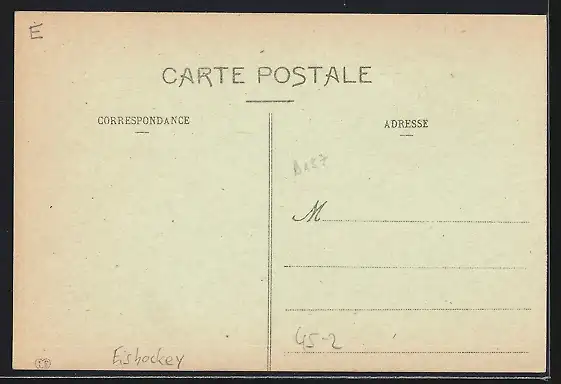 E
CARTE POSTALE
CORRESPONDANCE
ADRESSE
M
45-2
Eishockey